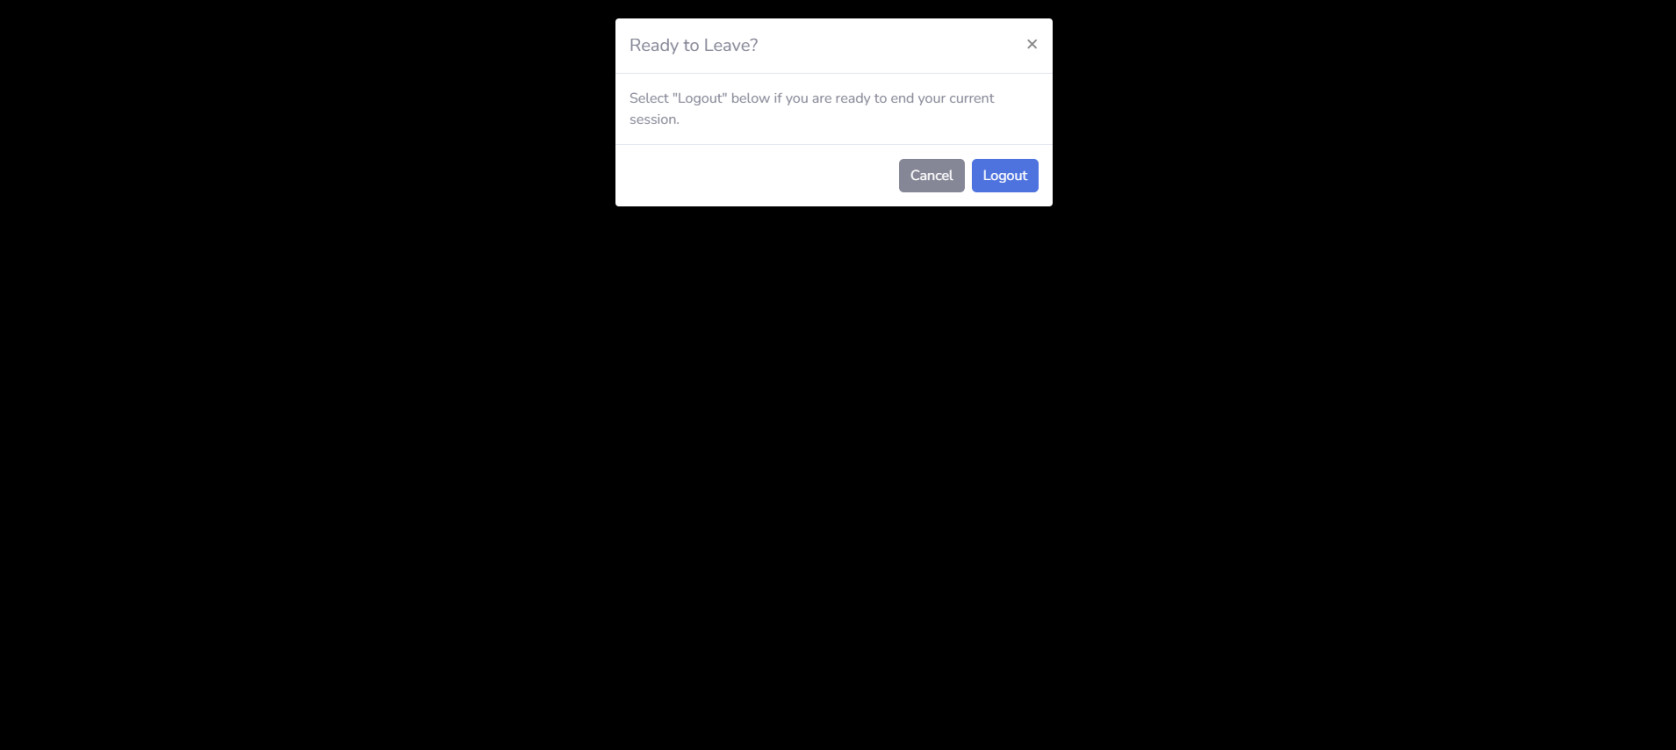 Ready to Leave?
×
Select "Logout" below if you are ready to end your current
session.
Cancel
Logout